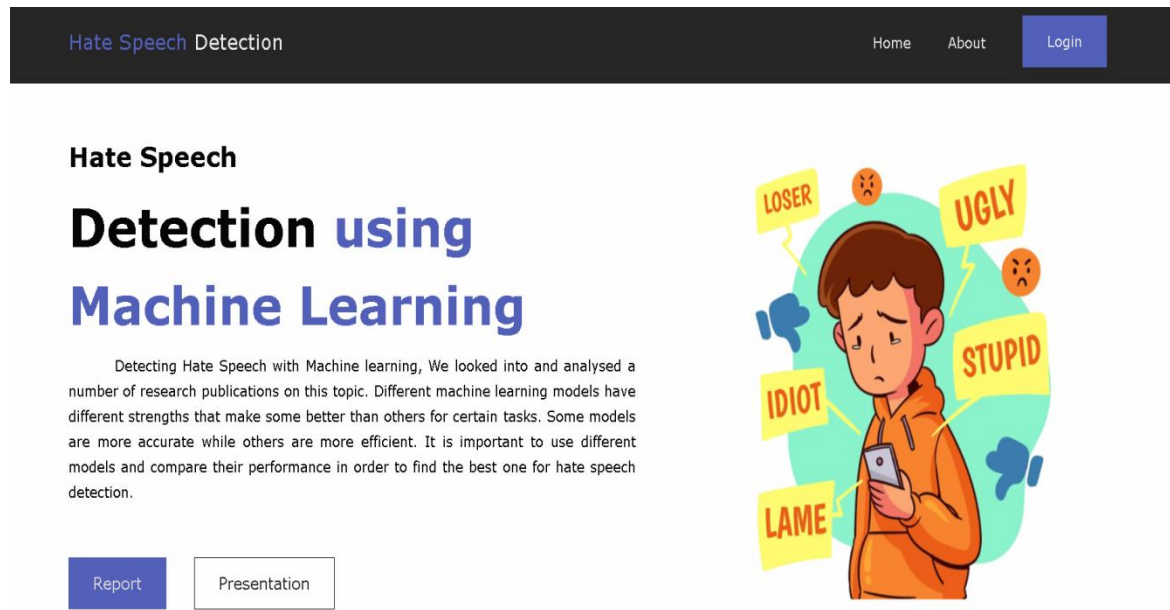 Hate Speech Detection
Home About Login
Hate Speech
Detection using
Machine Learning
Detecting Hate Speech with Machine learning, We looked into and analysed a
number of research publications on this topic. Different machine learning models have
different strengths that make some better than others for certain tasks. Some models
are more accurate while others are more efficient. It is important to use different
models and compare their performance in order to find the best one for hate speech
detection.
Report Presentation
LOSER
UGLY
STUPID
IDIOT
LAME